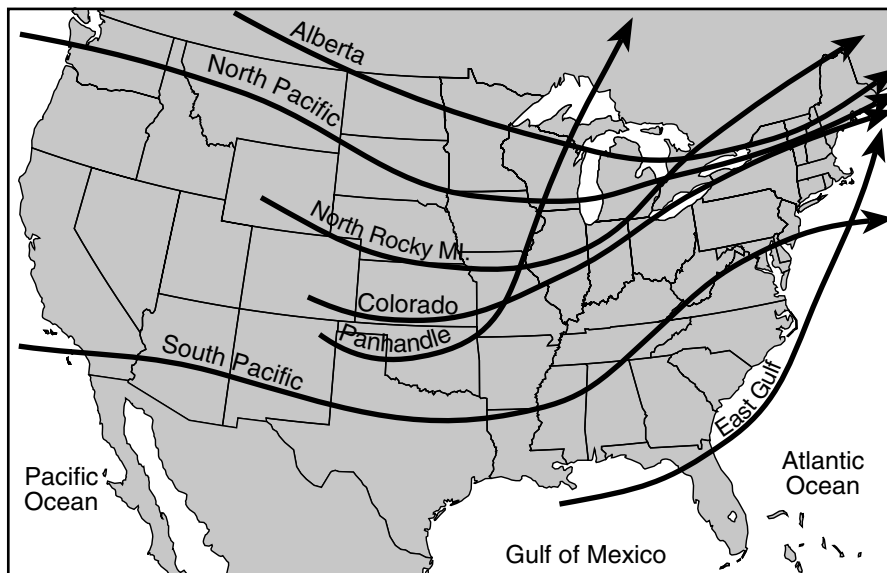 Alberta
North Pacific
North Rocky Mt.
Colorado
Panhandle
South Pacific
East Gulf
Pacific
Ocean
Atlantic
Ocean
Gulf of Mexico